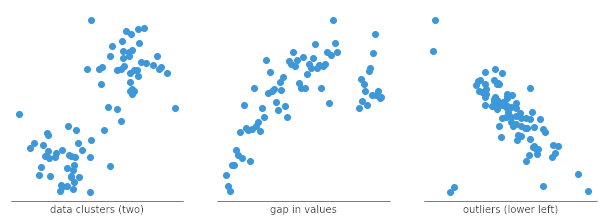 data clusters (two)
gap in values
outliers (lower left)